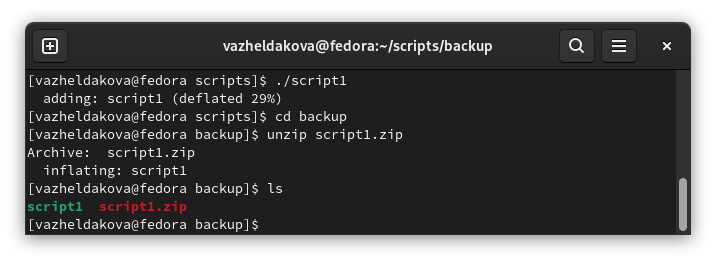 vazheldakova@fedora:~/scripts/backup
[vazheldakova@fedora scripts]$ ./script1
  adding: script1 (deflated 29%)
[vazheldakova@fedora scripts]$ cd backup
[vazheldakova@fedora backup]$ unzip script1.zip
Archive:  script1.zip
  inflating: script1
[vazheldakova@fedora backup]$ ls
script1  script1.zip
[vazheldakova@fedora backup]$